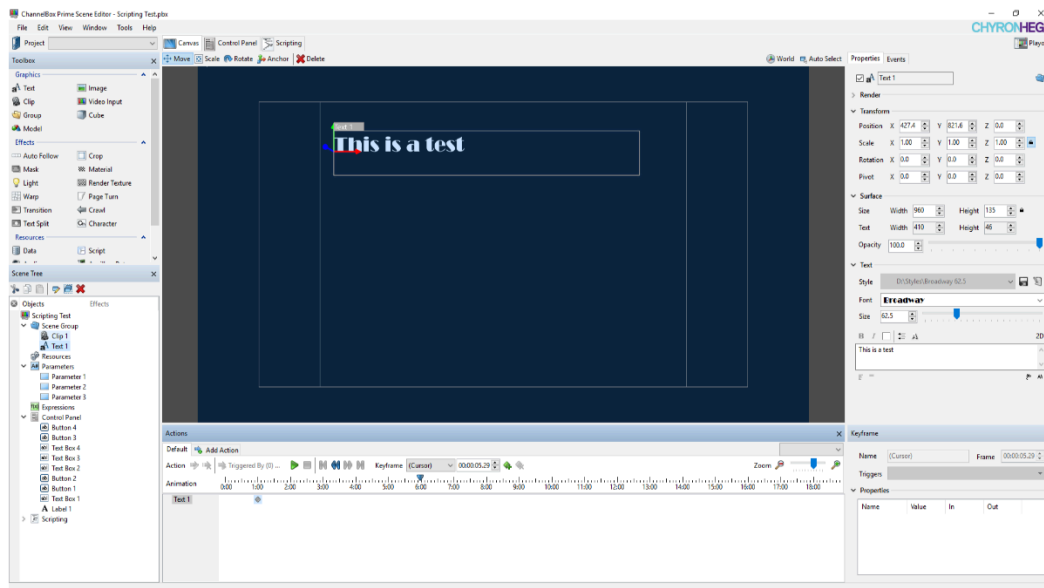 ChannelBox Prime Scene Editor - Scripting Test.pbx
File Edit View Window Tools Help
CHYRONHEG
Project
Canvas Control Panel Scripting
Playo
Toolbox
Move Scale Rotate Anchor Delete
World Auto Select
Properties Events
Graphics
Text Image
Clip Video Input
Group Cube
Model
Effects
Auto Follow Crop
Mask Material
Light Render Texture
Warp Page Turn
Transition Crawl
Text Split Character
Resources
Data Script
Scene Tree
Objects Effects
Scripting Test
Scene Group
Clip 1
Text 1
Resources
Parameters
Parameter 1
Parameter 2
Parameter 3
Expressions
Control Panel
Button 4
Button 3
Text Box 4
Text Box 3
Text Box 2
Button 2
Button 1
Text Box 1
Label 1
Scripting
Text 1
This is a test
Text 1
Render
Transform
Position X 427.4 Y 821.6 Z 0.0
Scale X 1.00 Y 1.00 Z 1.00
Rotation X 0.0 Y 0.0 Z 0.0
Pivot X 0.0 Y 0.0 Z 0.0
Surface
Size Width 960 Height 135
Text Width 410 Height 46
Opacity 100.0
Text
Style D:\Styles\Broadway 62.5
Font Broadway
Size 62.5
B I 2D
This is a test
Actions
Default Add Action
Action Triggered By (0) ... Keyframe (Cursor) 00:00:05.29 Zoom
Animation 0:00 1:00 2:00 3:00 4:00 5:00 6:00 7:00 8:00 9:00 10:00 11:00 12:00 13:00 14:00 15:00 16:00 17:00 18:00
Text 1
Keyframe
Name (Cursor) Frame 00:00:05.29
Triggers
Properties
Name Value In Out